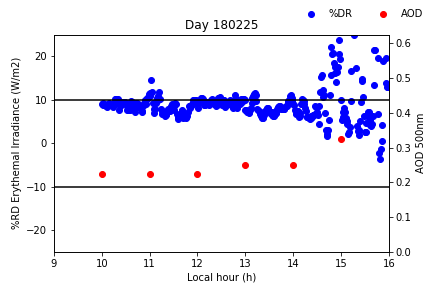 %DR AOD
Day 180225
%RD Erythermal Irradiance (W/m2)
20
10
0
−10
−20
0.6
0.5
0.4
0.3
0.2
0.1
0.0
AOD 500nm
9 10 11 12 13 14 15 16
Local hour (h)